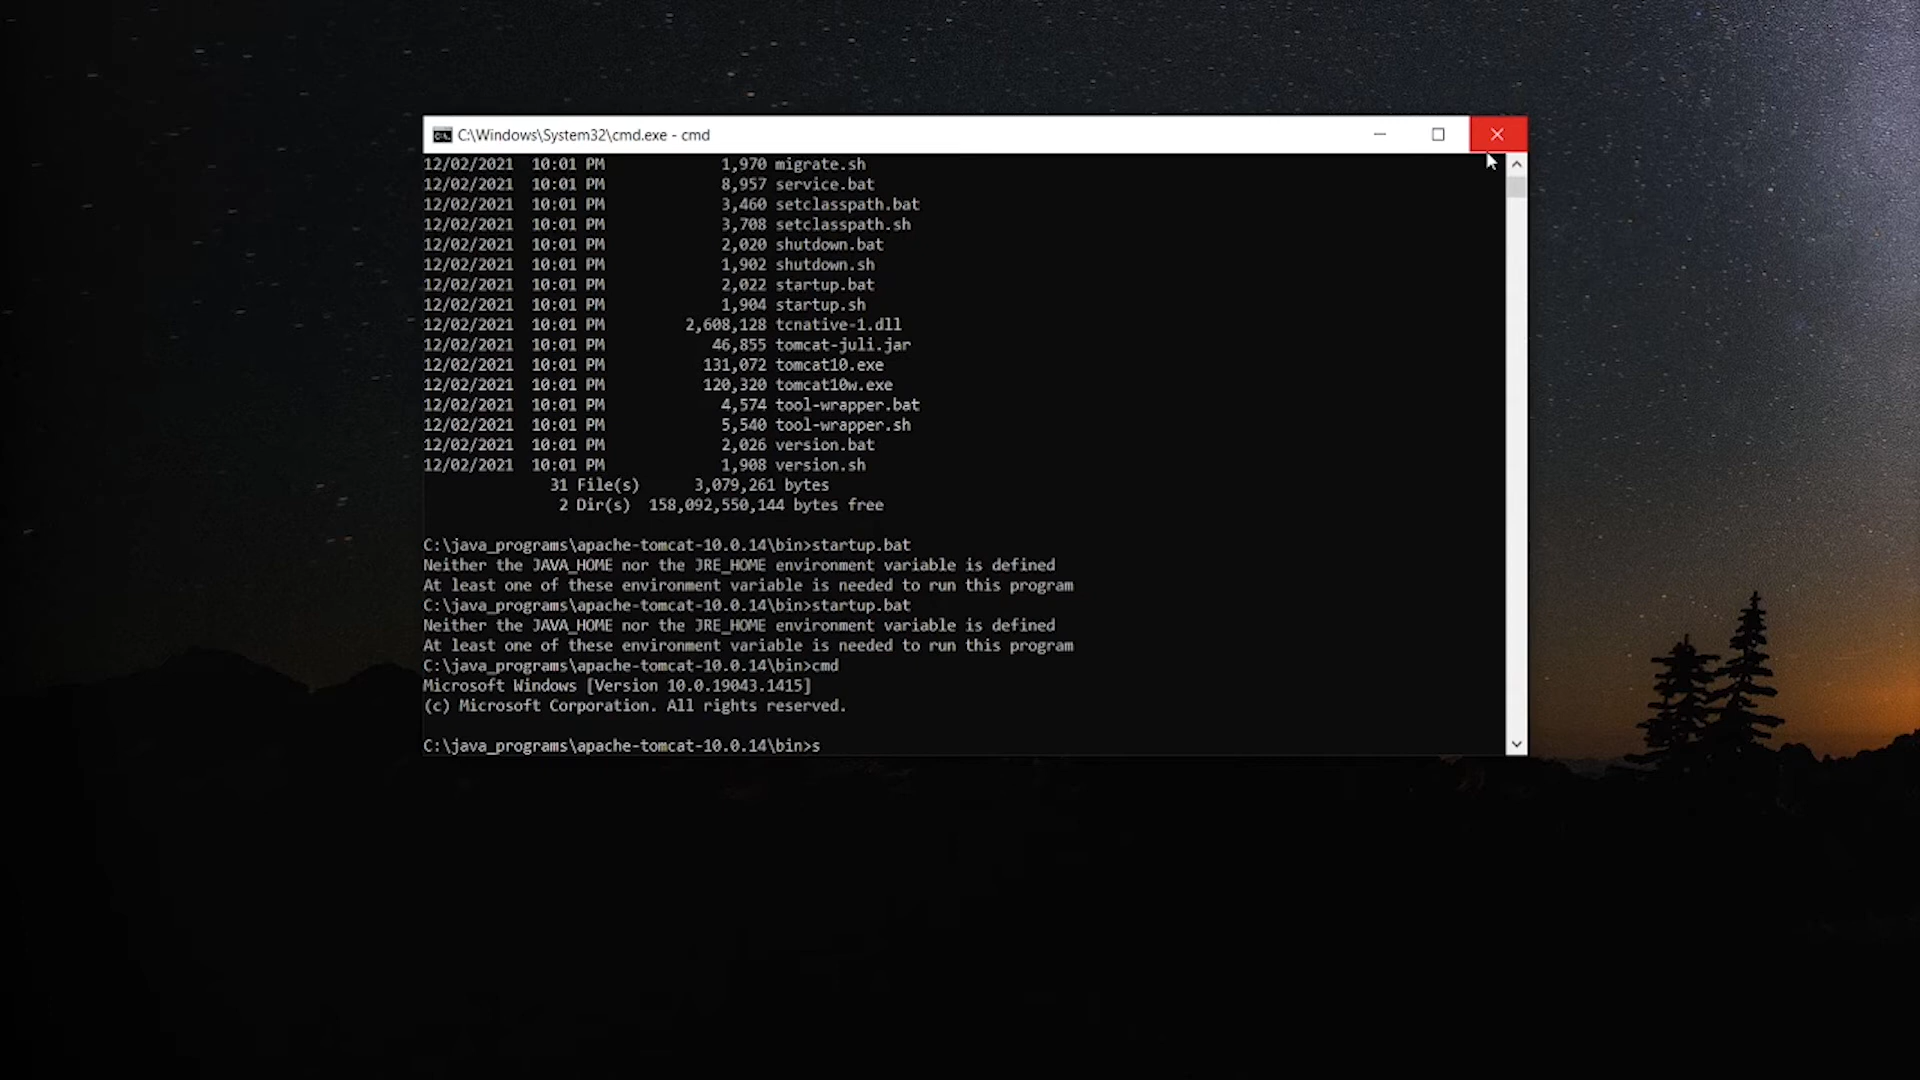 C:\Windows\System32\cmd.exe - cmd
12/02/2021  10:01 PM             1,970 migrate.sh
12/02/2021  10:01 PM             8,957 service.bat
12/02/2021  10:01 PM             3,460 setclasspath.bat
12/02/2021  10:01 PM             3,708 setclasspath.sh
12/02/2021  10:01 PM             2,020 shutdown.bat
12/02/2021  10:01 PM             1,902 shutdown.sh
12/02/2021  10:01 PM             2,022 startup.bat
12/02/2021  10:01 PM             1,904 startup.sh
12/02/2021  10:01 PM         2,608,128 tcnative-1.dll
12/02/2021  10:01 PM            46,855 tomcat-juli.jar
12/02/2021  10:01 PM           131,072 tomcat10.exe
12/02/2021  10:01 PM           120,320 tomcat10w.exe
12/02/2021  10:01 PM             4,574 tool-wrapper.bat
12/02/2021  10:01 PM             5,540 tool-wrapper.sh
12/02/2021  10:01 PM             2,026 version.bat
12/02/2021  10:01 PM             1,908 version.sh
31 File(s)      3,079,261 bytes
2 Dir(s)  158,092,550,144 bytes free
C:\java_programs\apache-tomcat-10.0.14\bin>startup.bat
Neither the JAVA_HOME nor the JRE_HOME environment variable is defined
At least one of these environment variable is needed to run this program
C:\java_programs\apache-tomcat-10.0.14\bin>startup.bat
Neither the JAVA_HOME nor the JRE_HOME environment variable is defined
At least one of these environment variable is needed to run this program
C:\java_programs\apache-tomcat-10.0.14\bin>cmd
Microsoft Windows [Version 10.0.19043.1415]
(c) Microsoft Corporation. All rights reserved.
C:\java_programs\apache-tomcat-10.0.14\bin>s